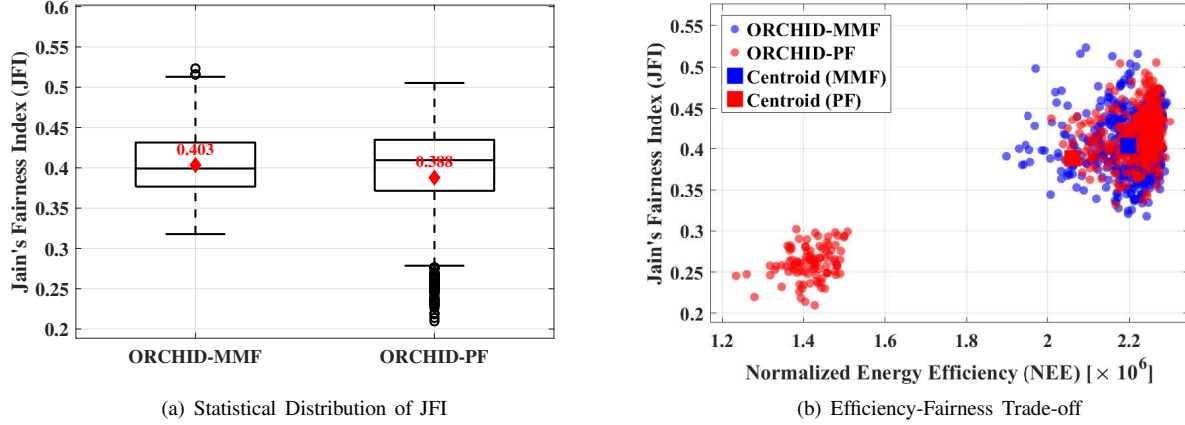 0.6
0.55
0.5
0.45
0.4
0.35
0.3
0.25
0.2
Jain's Fairness Index (JFI)
0.403
0.388
ORCHID-MMF
ORCHID-PF
(a) Statistical Distribution of JFI
0.55
0.5
0.45
0.4
0.35
0.3
0.25
0.2
Jain's Fairness Index (JFI)
ORCHID-MMF
ORCHID-PF
Centroid (MMF)
Centroid (PF)
1.2 1.4 1.6 1.8 2 2.2
Normalized Energy Efficiency (NEE) [× 10⁶]
(b) Efficiency-Fairness Trade-off